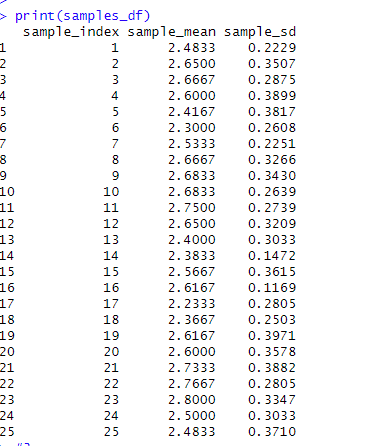 > print(samples_df)
sample_index sample_mean sample_sd
1 1 2.4833 0.2229
2 2 2.6500 0.3507
3 3 2.6667 0.2875
4 4 2.6000 0.3899
5 5 2.4167 0.3817
6 6 2.3000 0.2608
7 7 2.5333 0.2251
8 8 2.6667 0.3266
9 9 2.6833 0.3430
10 10 2.6833 0.2639
11 11 2.7500 0.2739
12 12 2.6500 0.3209
13 13 2.4000 0.3033
14 14 2.3833 0.1472
15 15 2.5667 0.3615
16 16 2.6167 0.1169
17 17 2.2333 0.2805
18 18 2.3667 0.2503
19 19 2.6167 0.3971
20 20 2.6000 0.3578
21 21 2.7333 0.3882
22 22 2.7667 0.2805
23 23 2.8000 0.3347
24 24 2.5000 0.3033
25 25 2.4833 0.3710